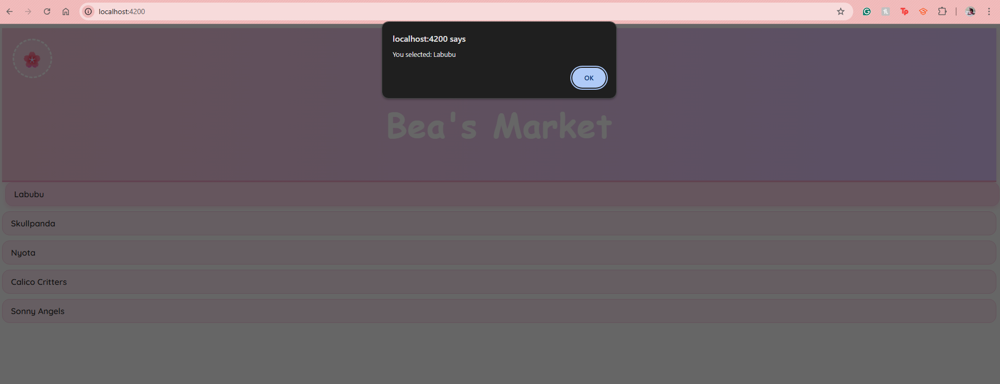 localhost:4200
localhost:4200 says
You selected: Labubu
OK
Bea's Market
Labubu
Skullpanda
Nyota
Calico Critters
Sonny Angels